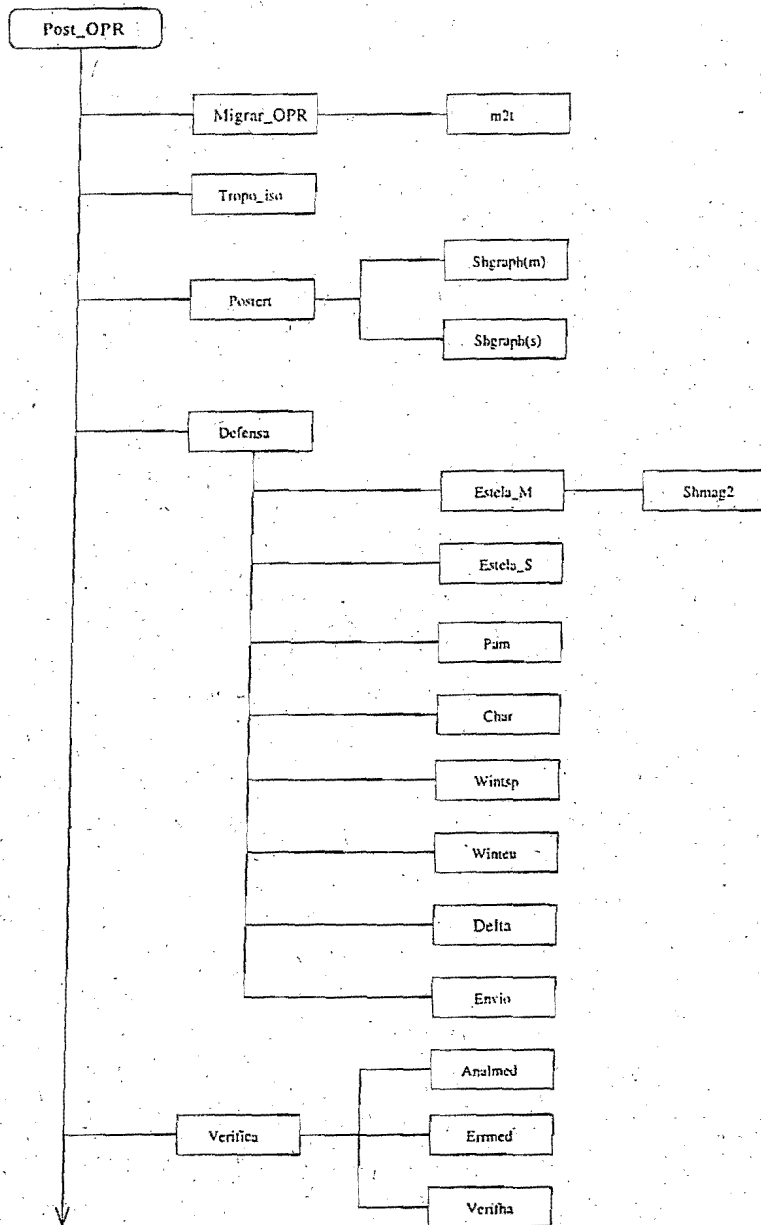 Post_OPR
Migrar_OPR
m2t
Tropo_iso
Shgraph(m)
Postert
Shgraph(s)
Defensa
Estela_M
Shmag2
Estela_S
Pam
Char
Wintsp
Winteu
Delta
Envio
Analmed
Verifica
Errmed
Verifha